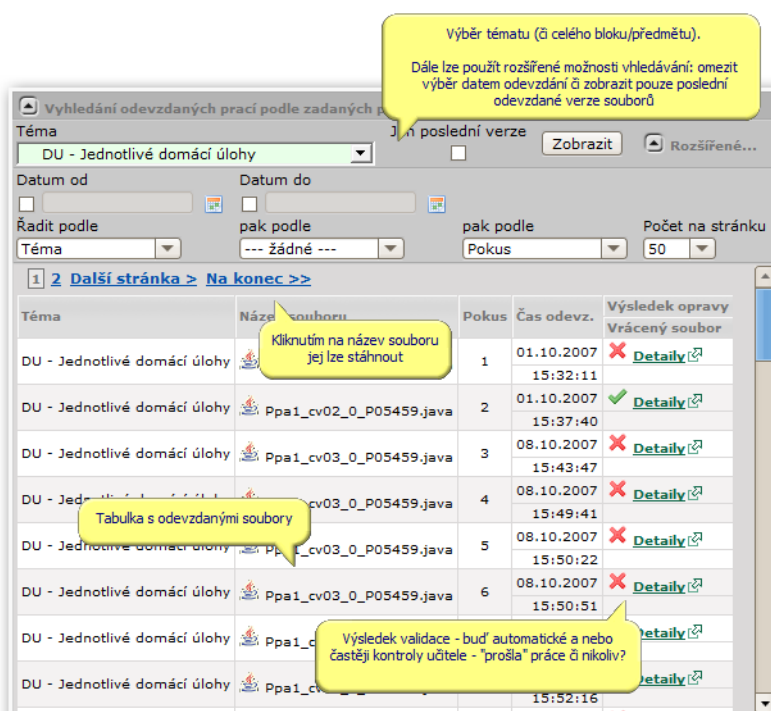 Výběr tématu (či celého bloku/předmětu).
Dále lze použít rozšířené možnosti vhledávání: omezit
výběr datem odevzdání či zobrazit pouze poslední
odevzdané verze souborů
Vyhledání odevzdaných prací podle zadaných
Téma
poslední verze
DU - Jednotlivé domácí úlohy
Zobrazit
Rozšířené...
Datum od
Datum do
Řadit podle
pak podle
pak podle
Počet na stránku
Téma
--- žádné ---
Pokus
50
1 2 Další stránka > Na konec >>
Téma
souboru
Pokus
Čas odevz.
Výsledek opravy
Vrácený soubor
Kliknutím na název souboru
jej lze stáhnout
DU - Jednotlivé domácí úlohy
1
01.10.2007
Detaily
15:32:11
DU - Jednotlivé domácí úlohy
Ppa1_cv02_0_P05459.java
2
01.10.2007
Detaily
15:37:40
DU - Jednotlivé domácí úlohy
Ppa1_cv03_0_P05459.java
3
08.10.2007
Detaily
15:43:47
DU -
cv03_0_P05459.java
4
08.10.2007
Detaily
15:49:41
Tabulka s odevzdanými soubory
DU - Jednotlivé domácí úlohy
Ppa1_cv03_0_P05459.java
5
08.10.2007
Detaily
15:50:22
DU - Jednotlivé domácí úlohy
Ppa1_cv03_0_P05459.java
6
08.10.2007
Detaily
15:50:51
Výsledek validace - buď automatické a nebo
častěji kontroly učitele - "prošla" práce či nikoliv?
DU - Jednotlivé domácí úlohy
Detaily
DU - Jednotlivé domácí úlohy
Detaily
15:52:16